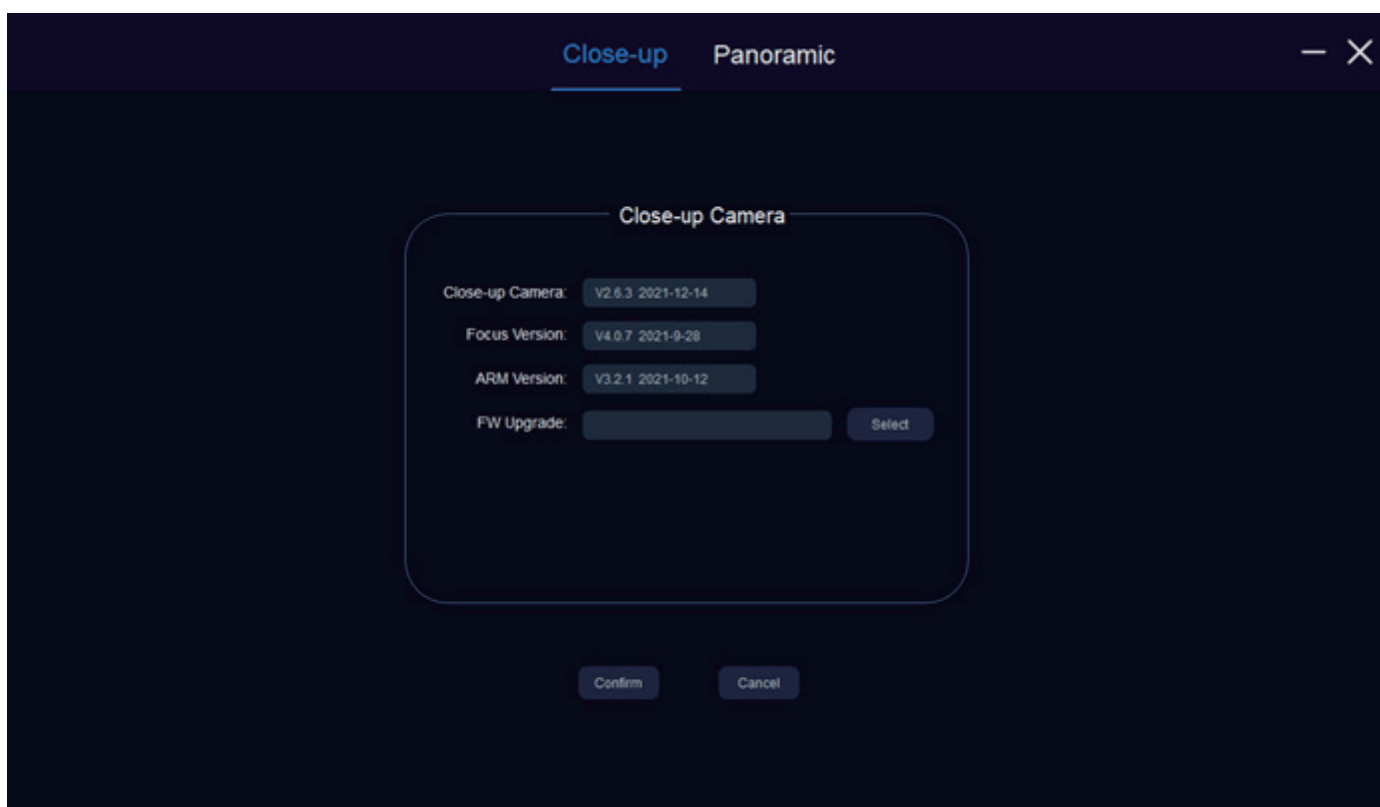 Close-up Panoramic
Close-up Camera
Close-up Camera: V2.6.3 2021-12-14
Focus Version: V4.0.7 2021-9-28
ARM Version: V3.2.1 2021-10-12
FW Upgrade: Select
Confirm Cancel